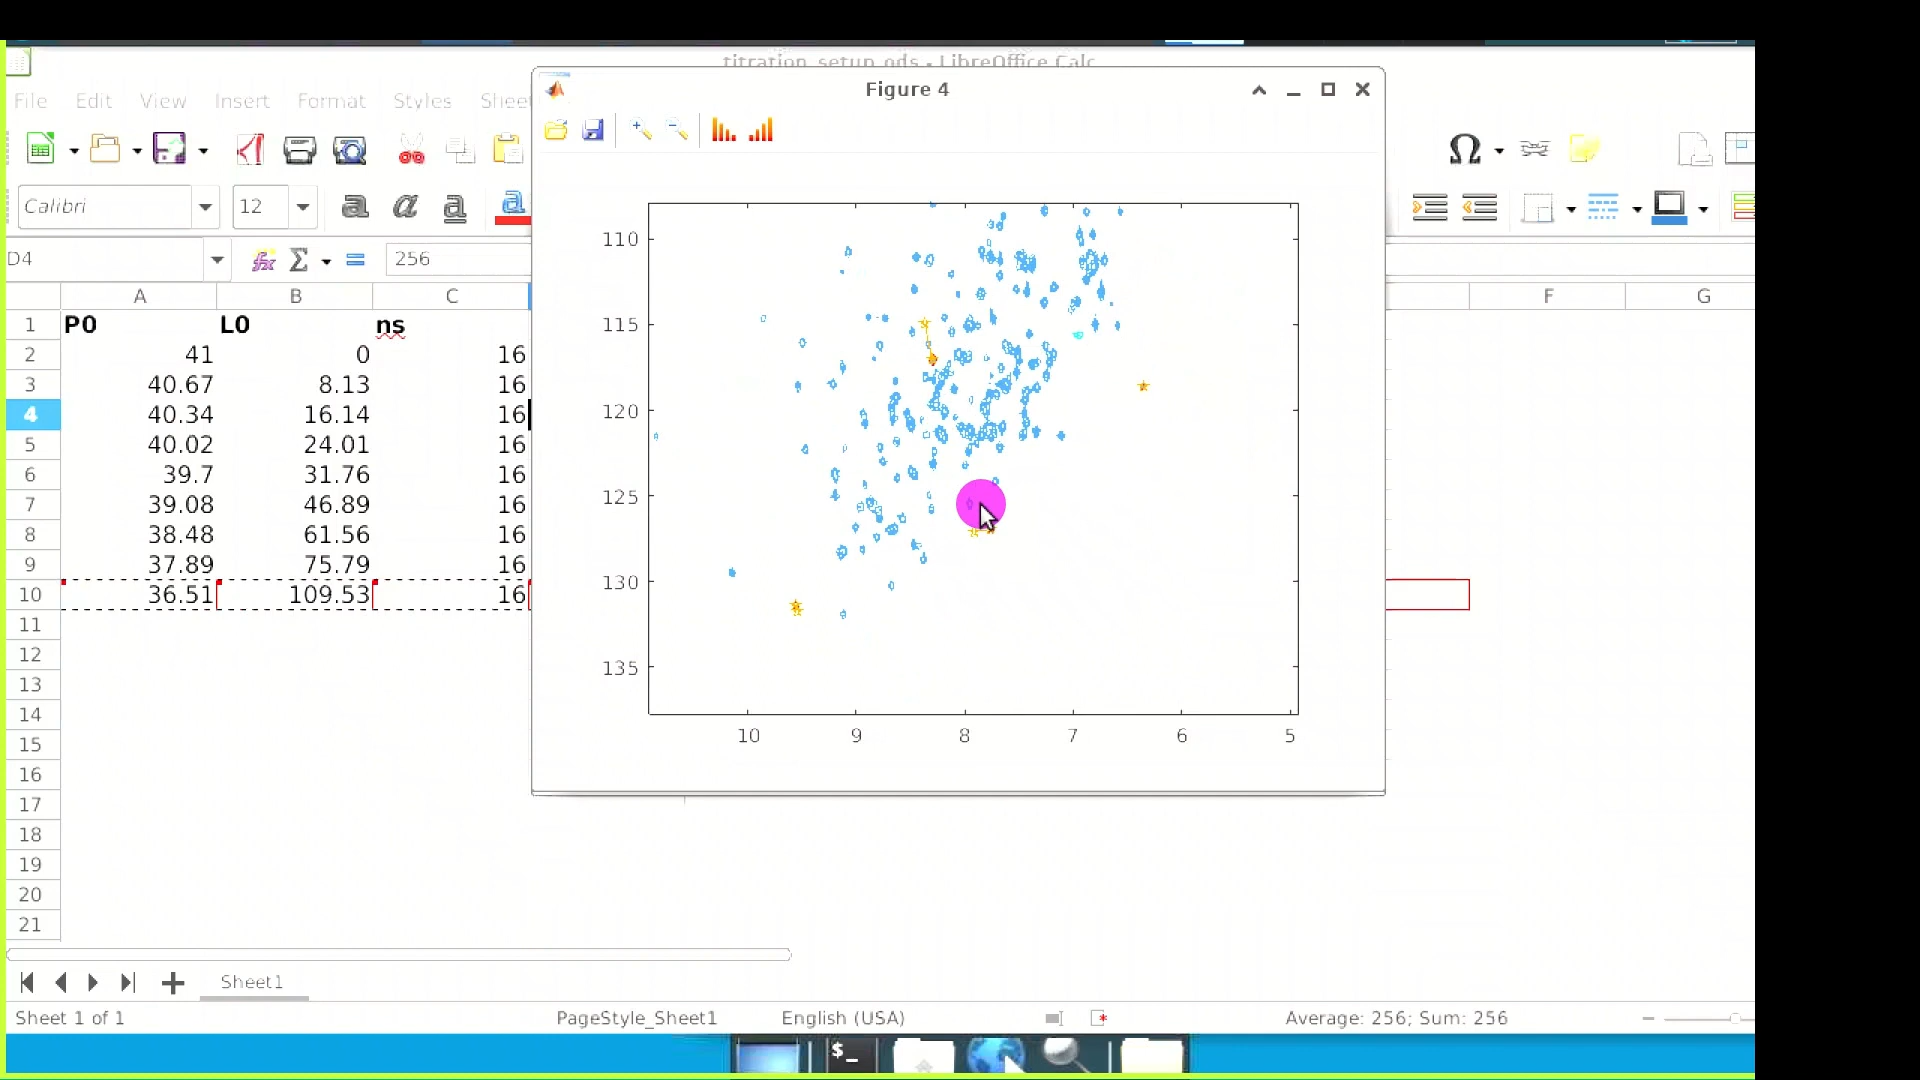 titration_setup.ods - LibreOffice Calc
Figure 4
File Edit View Insert Format Styles Sheet
Calibri 12
D4 256
A B C F G
1 P0 L0 ns
2 41 0 16
3 40.67 8.13 16
4 40.34 16.14 16
5 40.02 24.01 16
6 39.7 31.76 16
7 39.08 46.89 16
8 38.48 61.56 16
9 37.89 75.79 16
10 36.51 109.53 16
11
12
13
14
15
16
17
18
19
20
21
110
115
120
125
130
135
10 9 8 7 6 5
Sheet1
Sheet 1 of 1 PageStyle_Sheet1 English (USA) Average: 256; Sum: 256
$_